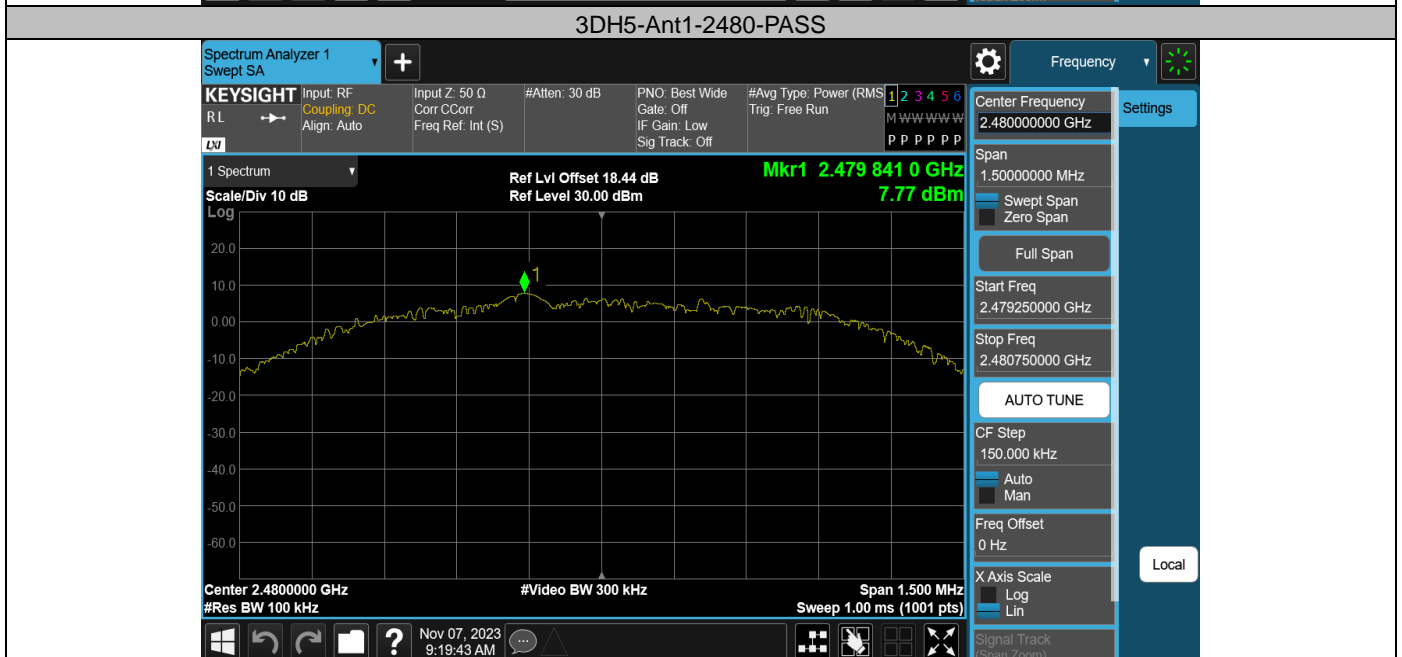 3DH5-Ant1-2480-PASS
Spectrum Analyzer 1
Swept SA
Frequency
KEYSIGHT
RL
LXI
Input: RF
Coupling: DC
Align: Auto
Input Z: 50 Ω
Corr CCorr
Freq Ref: Int (S)
#Atten: 30 dB
PNO: Best Wide
Gate: Off
IF Gain: Low
Sig Track: Off
#Avg Type: Power (RMS
Trig: Free Run
1 2 3 4 5 6
M W W W W W
P P P P P P
1 Spectrum
Scale/Div 10 dB
Log
Ref Lvl Offset 18.44 dB
Ref Level 30.00 dBm
Mkr1 2.479 841 0 GHz
7.77 dBm
20.0
10.0
0.00
-10.0
-20.0
-30.0
-40.0
-50.0
-60.0
1
Center 2.4800000 GHz
#Res BW 100 kHz
#Video BW 300 kHz
Span 1.500 MHz
Sweep 1.00 ms (1001 pts)
Center Frequency
2.480000000 GHz
Settings
Span
1.50000000 MHz
Swept Span
Zero Span
Full Span
Start Freq
2.479250000 GHz
Stop Freq
2.480750000 GHz
AUTO TUNE
CF Step
150.000 kHz
Auto
Man
Freq Offset
0 Hz
X Axis Scale
Log
Lin
Local
Signal Track
(Span Zoom)
Nov 07, 2023
9:19:43 AM